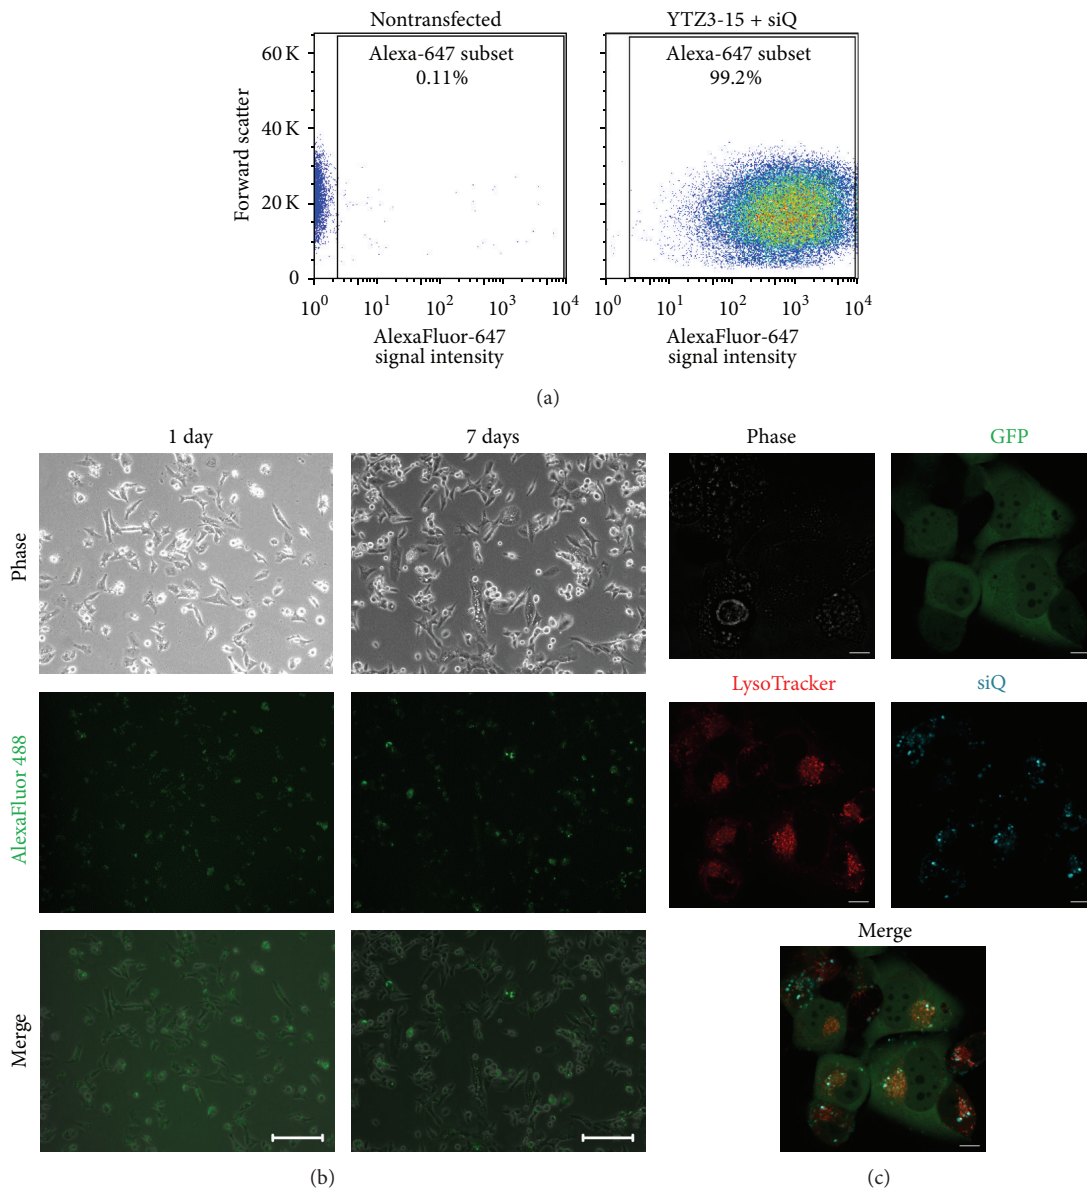 Nontransfected
YTZ3-15 + siQ
Alexa-647 subset
0.11%
Alexa-647 subset
99.2%
Forward scatter
60 K
40 K
20 K
0
10^0 10^1 10^2 10^3 10^4
10^0 10^1 10^2 10^3 10^4
AlexaFluor-647
signal intensity
AlexaFluor-647
signal intensity
(a)
1 day
7 days
Phase
AlexaFluor 488
Merge
(b)
Phase
GFP
LysoTracker
siQ
Merge
(c)